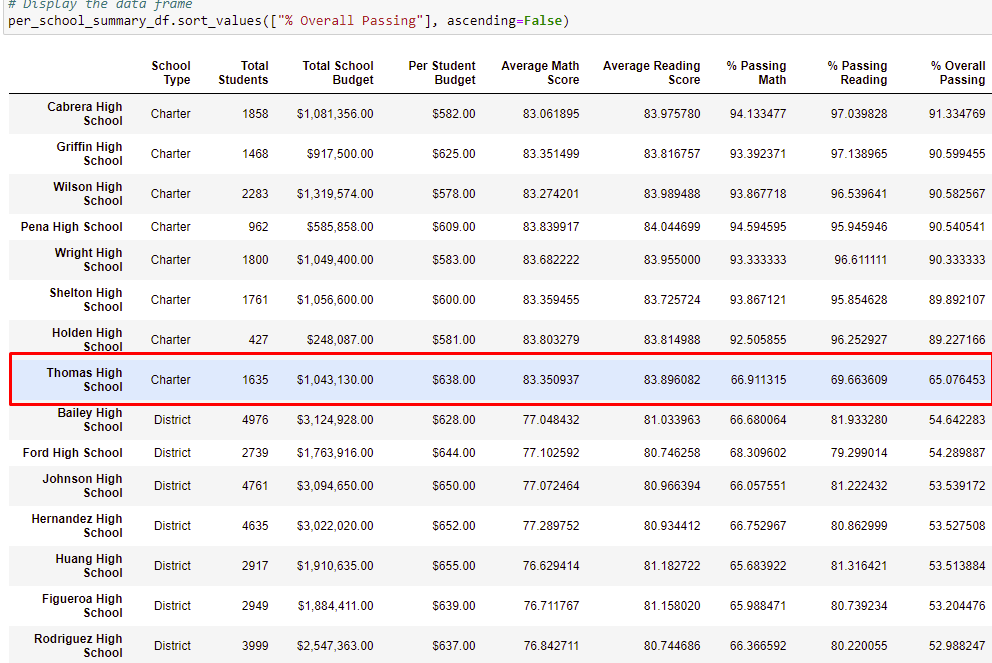 # Display the data frame
per_school_summary_df.sort_values(["% Overall Passing"], ascending=False)
School Type Total Students Total School Budget Per Student Budget Average Math Score Average Reading Score % Passing Math % Passing Reading % Overall Passing
Cabrera High School Charter 1858 $1,081,356.00 $582.00 83.061895 83.975780 94.133477 97.039828 91.334769
Griffin High School Charter 1468 $917,500.00 $625.00 83.351499 83.816757 93.392371 97.138965 90.599455
Wilson High School Charter 2283 $1,319,574.00 $578.00 83.274201 83.989488 93.867718 96.539641 90.582567
Pena High School Charter 962 $585,858.00 $609.00 83.839917 84.044699 94.594595 95.945946 90.540541
Wright High School Charter 1800 $1,049,400.00 $583.00 83.682222 83.955000 93.333333 96.611111 90.333333
Shelton High School Charter 1761 $1,056,600.00 $600.00 83.359455 83.725724 93.867121 95.854628 89.892107
Holden High School Charter 427 $248,087.00 $581.00 83.803279 83.814988 92.505855 96.252927 89.227166
Thomas High School Charter 1635 $1,043,130.00 $638.00 83.350937 83.896082 66.911315 69.663609 65.076453
Bailey High School District 4976 $3,124,928.00 $628.00 77.048432 81.033963 66.680064 81.933280 54.642283
Ford High School District 2739 $1,763,916.00 $644.00 77.102592 80.746258 68.309602 79.299014 54.289887
Johnson High School District 4761 $3,094,650.00 $650.00 77.072464 80.966394 66.057551 81.222432 53.539172
Hernandez High School District 4635 $3,022,020.00 $652.00 77.289752 80.934412 66.752967 80.862999 53.527508
Huang High School District 2917 $1,910,635.00 $655.00 76.629414 81.182722 65.683922 81.316421 53.513884
Figueroa High School District 2949 $1,884,411.00 $639.00 76.711767 81.158020 65.988471 80.739234 53.204476
Rodriguez High School District 3999 $2,547,363.00 $637.00 76.842711 80.744686 66.366592 80.220055 52.988247